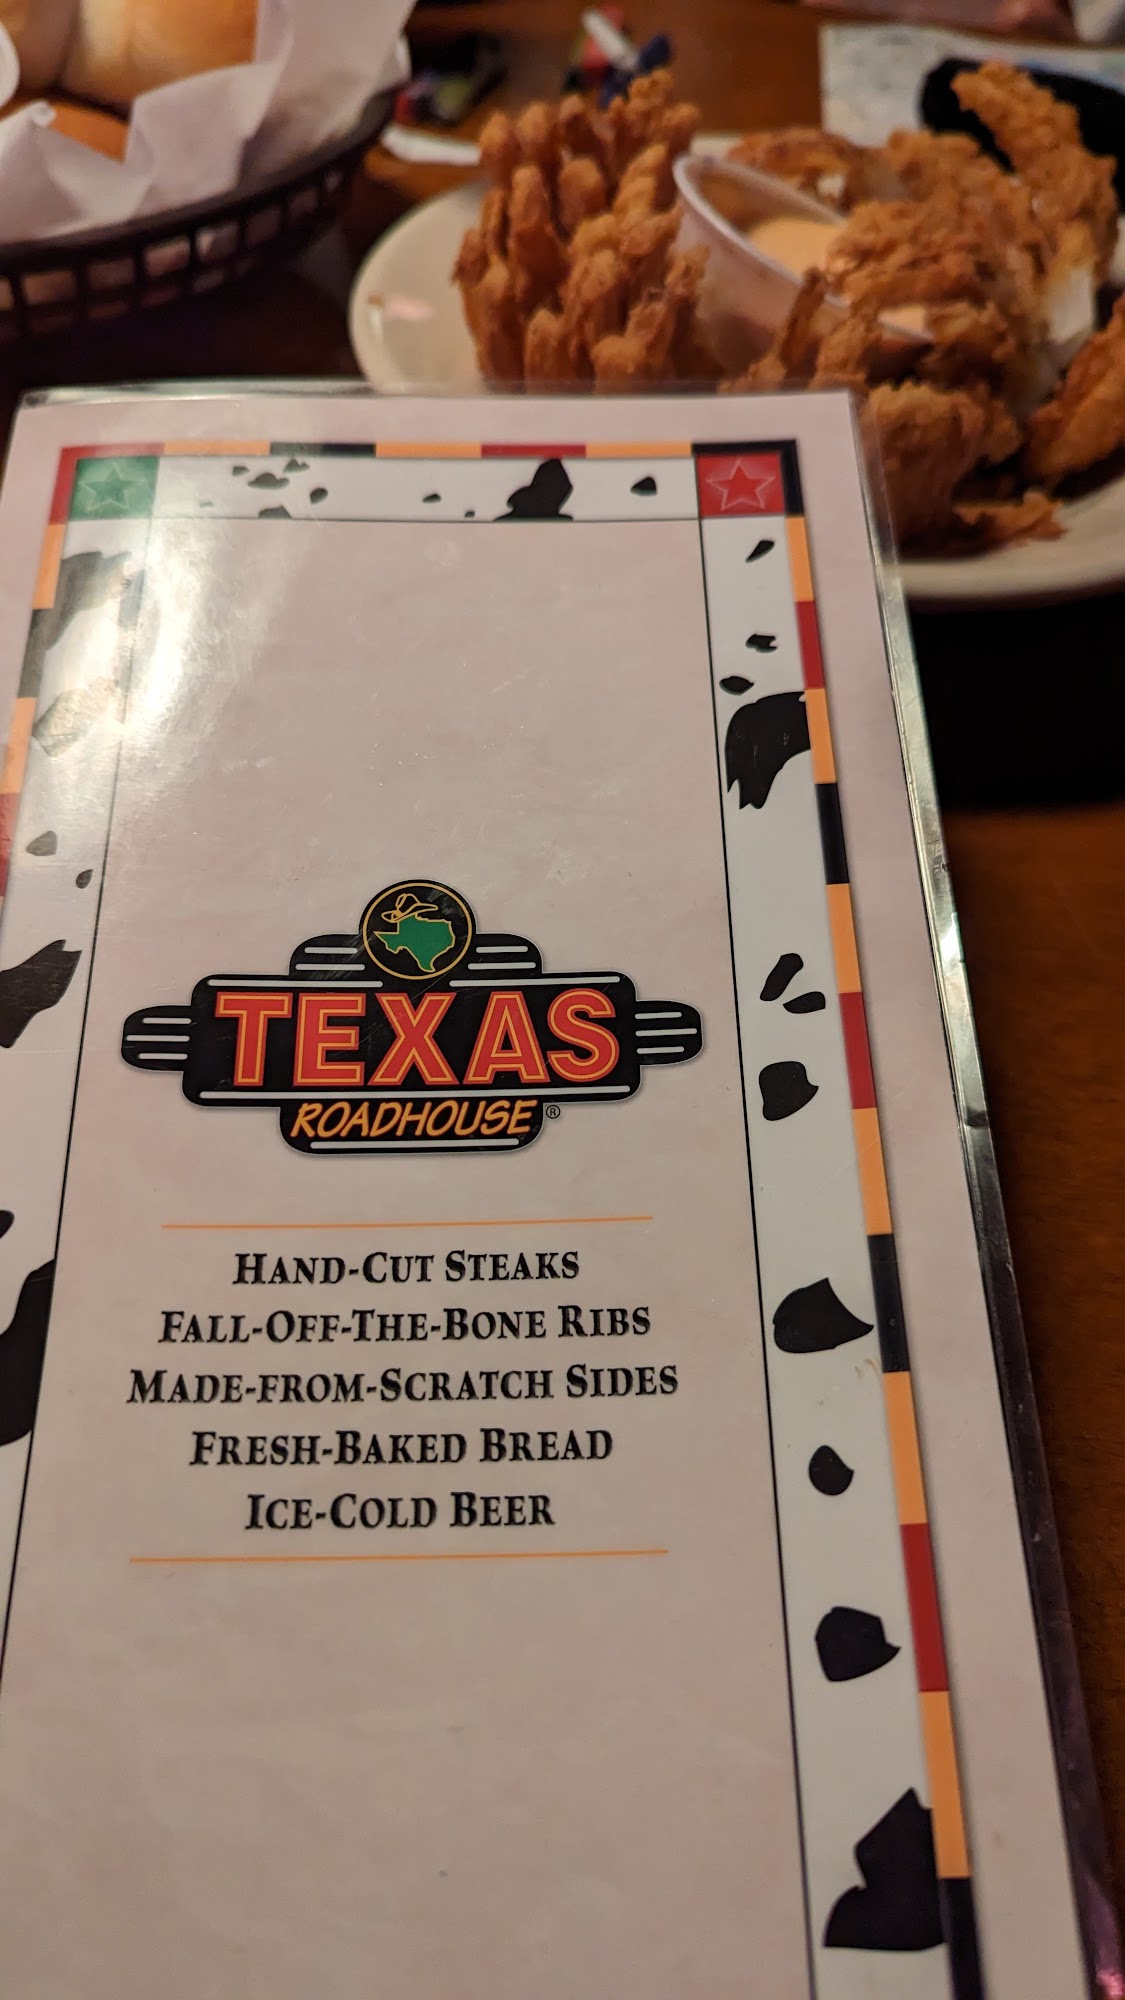 TEXAS
ROADHOUSE®
HAND-CUT STEAKS
FALL-OFF-THE-BONE RIBS
MADE-FROM-SCRATCH SIDES
FRESH-BAKED BREAD
ICE-COLD BEER